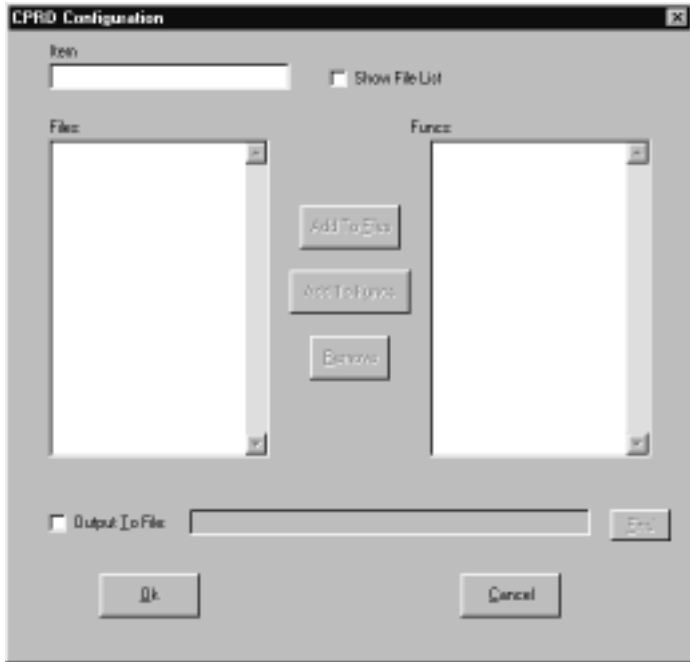 CPRD Configuration
Item
Show File List
Files:
Funcs:
Add To Files
Add To Funcs
Remove
Output To File:
Ok
Cancel